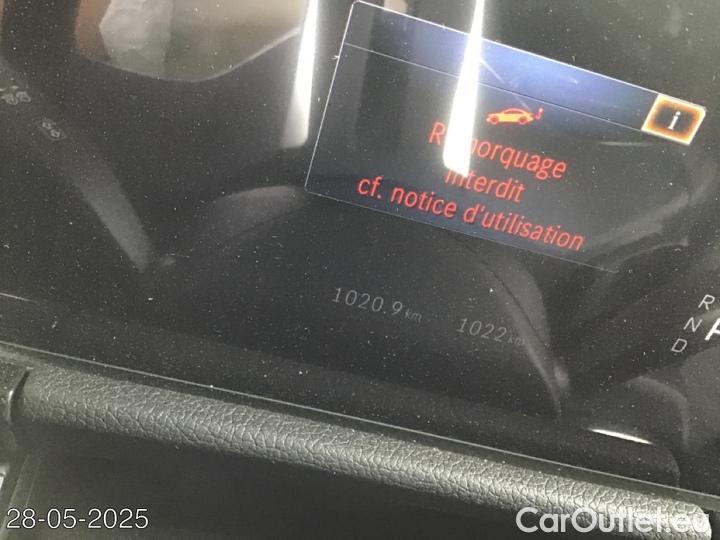 i
Remorquage
interdit
cf. notice d'utilisation
1020.9 km
1022 km
R
N
D
28-05-2025
CarOutlet.eu